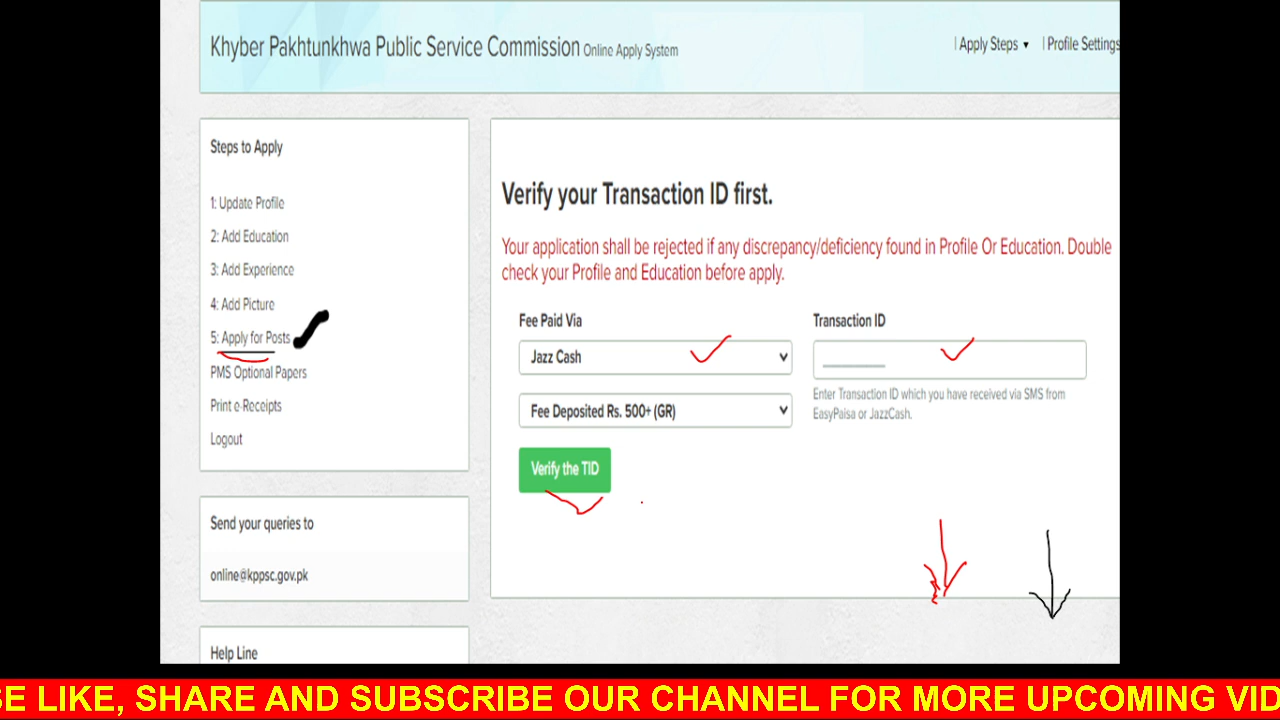 Khyber Pakhtunkhwa Public Service Commission Online Apply System
| Apply Steps ▾ | Profile Settings
Steps to Apply
1: Update Profile
2: Add Education
3: Add Experience
4: Add Picture
5: Apply for Posts
PMS Optional Papers
Print e-Receipts
Logout
Send your queries to
online@kppsc.gov.pk
Help Line
Verify your Transaction ID first.
Your application shall be rejected if any discrepancy/deficiency found in Profile Or Education. Double
check your Profile and Education before apply.
Fee Paid Via
Jazz Cash
Fee Deposited Rs. 500+ (GR)
Verify the TID
Transaction ID
Enter Transaction ID which you have received via SMS from
EasyPaisa or JazzCash.
SE LIKE, SHARE AND SUBSCRIBE OUR CHANNEL FOR MORE UPCOMING VID